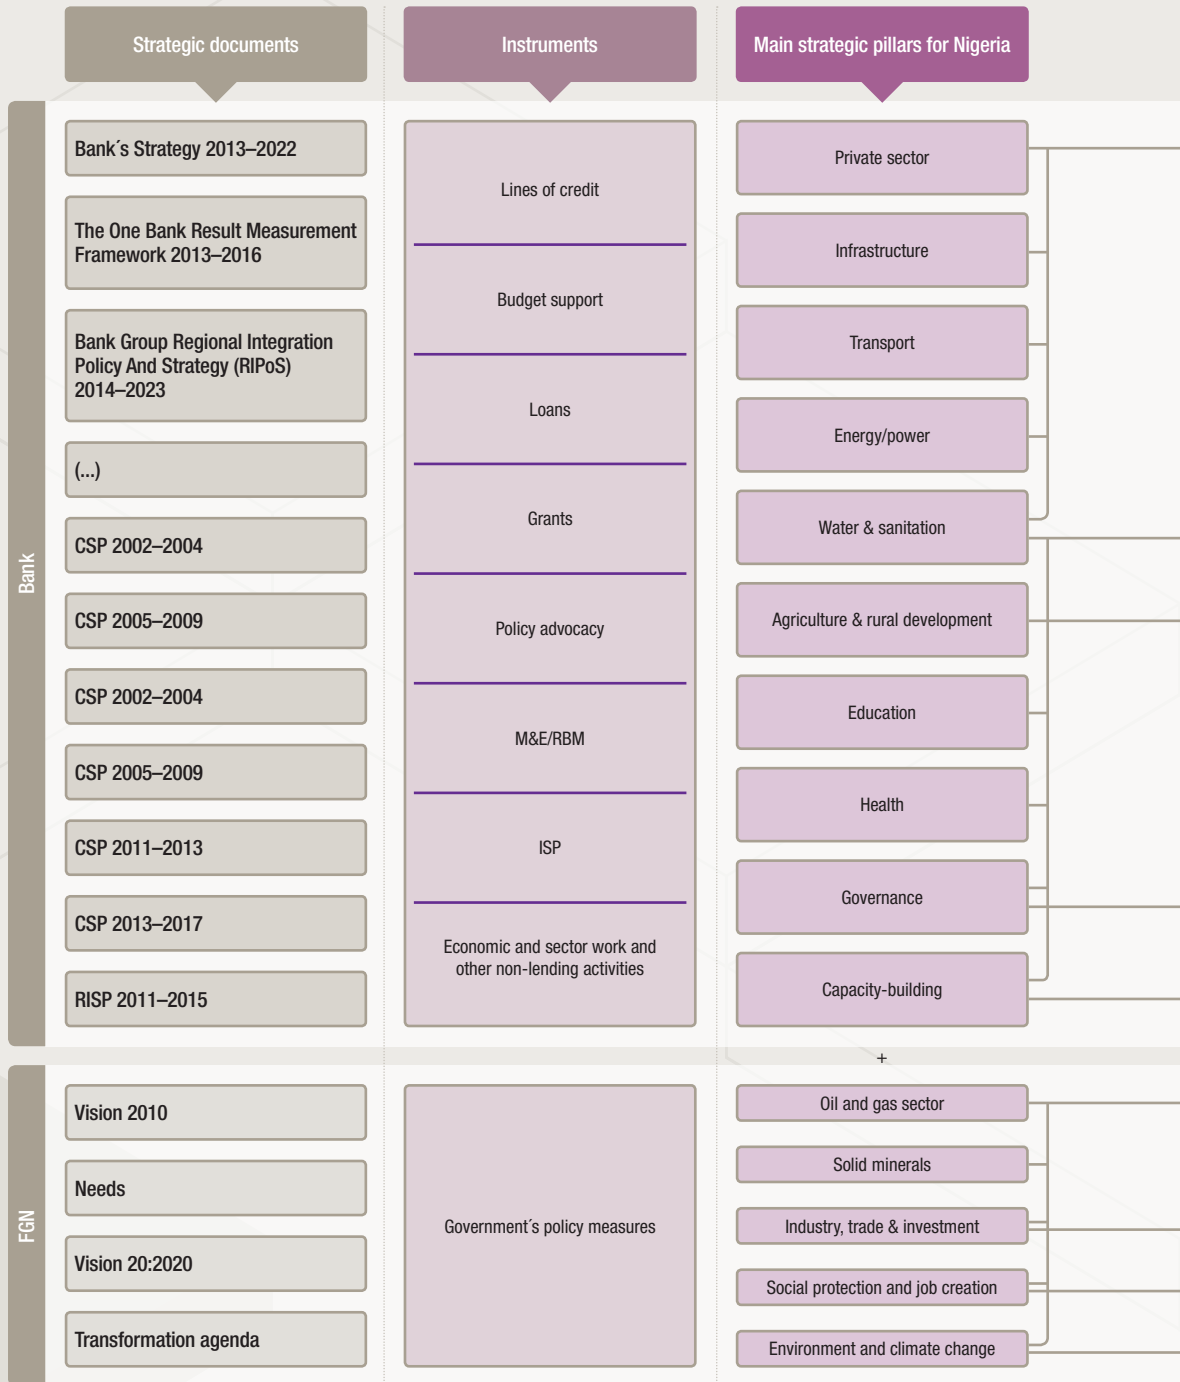 Strategic documents
Instruments
Main strategic pillars for Nigeria
Bank
Bank´s Strategy 2013–2022
The One Bank Result Measurement
Framework 2013–2016
Bank Group Regional Integration
Policy And Strategy (RIPoS)
2014–2023
(...)
CSP 2002–2004
CSP 2005–2009
CSP 2002–2004
CSP 2005–2009
CSP 2011–2013
CSP 2013–2017
RISP 2011–2015
Lines of credit
Budget support
Loans
Grants
Policy advocacy
M&E/RBM
ISP
Economic and sector work and
other non-lending activities
Private sector
Infrastructure
Transport
Energy/power
Water & sanitation
Agriculture & rural development
Education
Health
Governance
Capacity-building
+
FGN
Vision 2010
Needs
Vision 20:2020
Transformation agenda
Government´s policy measures
Oil and gas sector
Solid minerals
Industry, trade & investment
Social protection and job creation
Environment and climate change